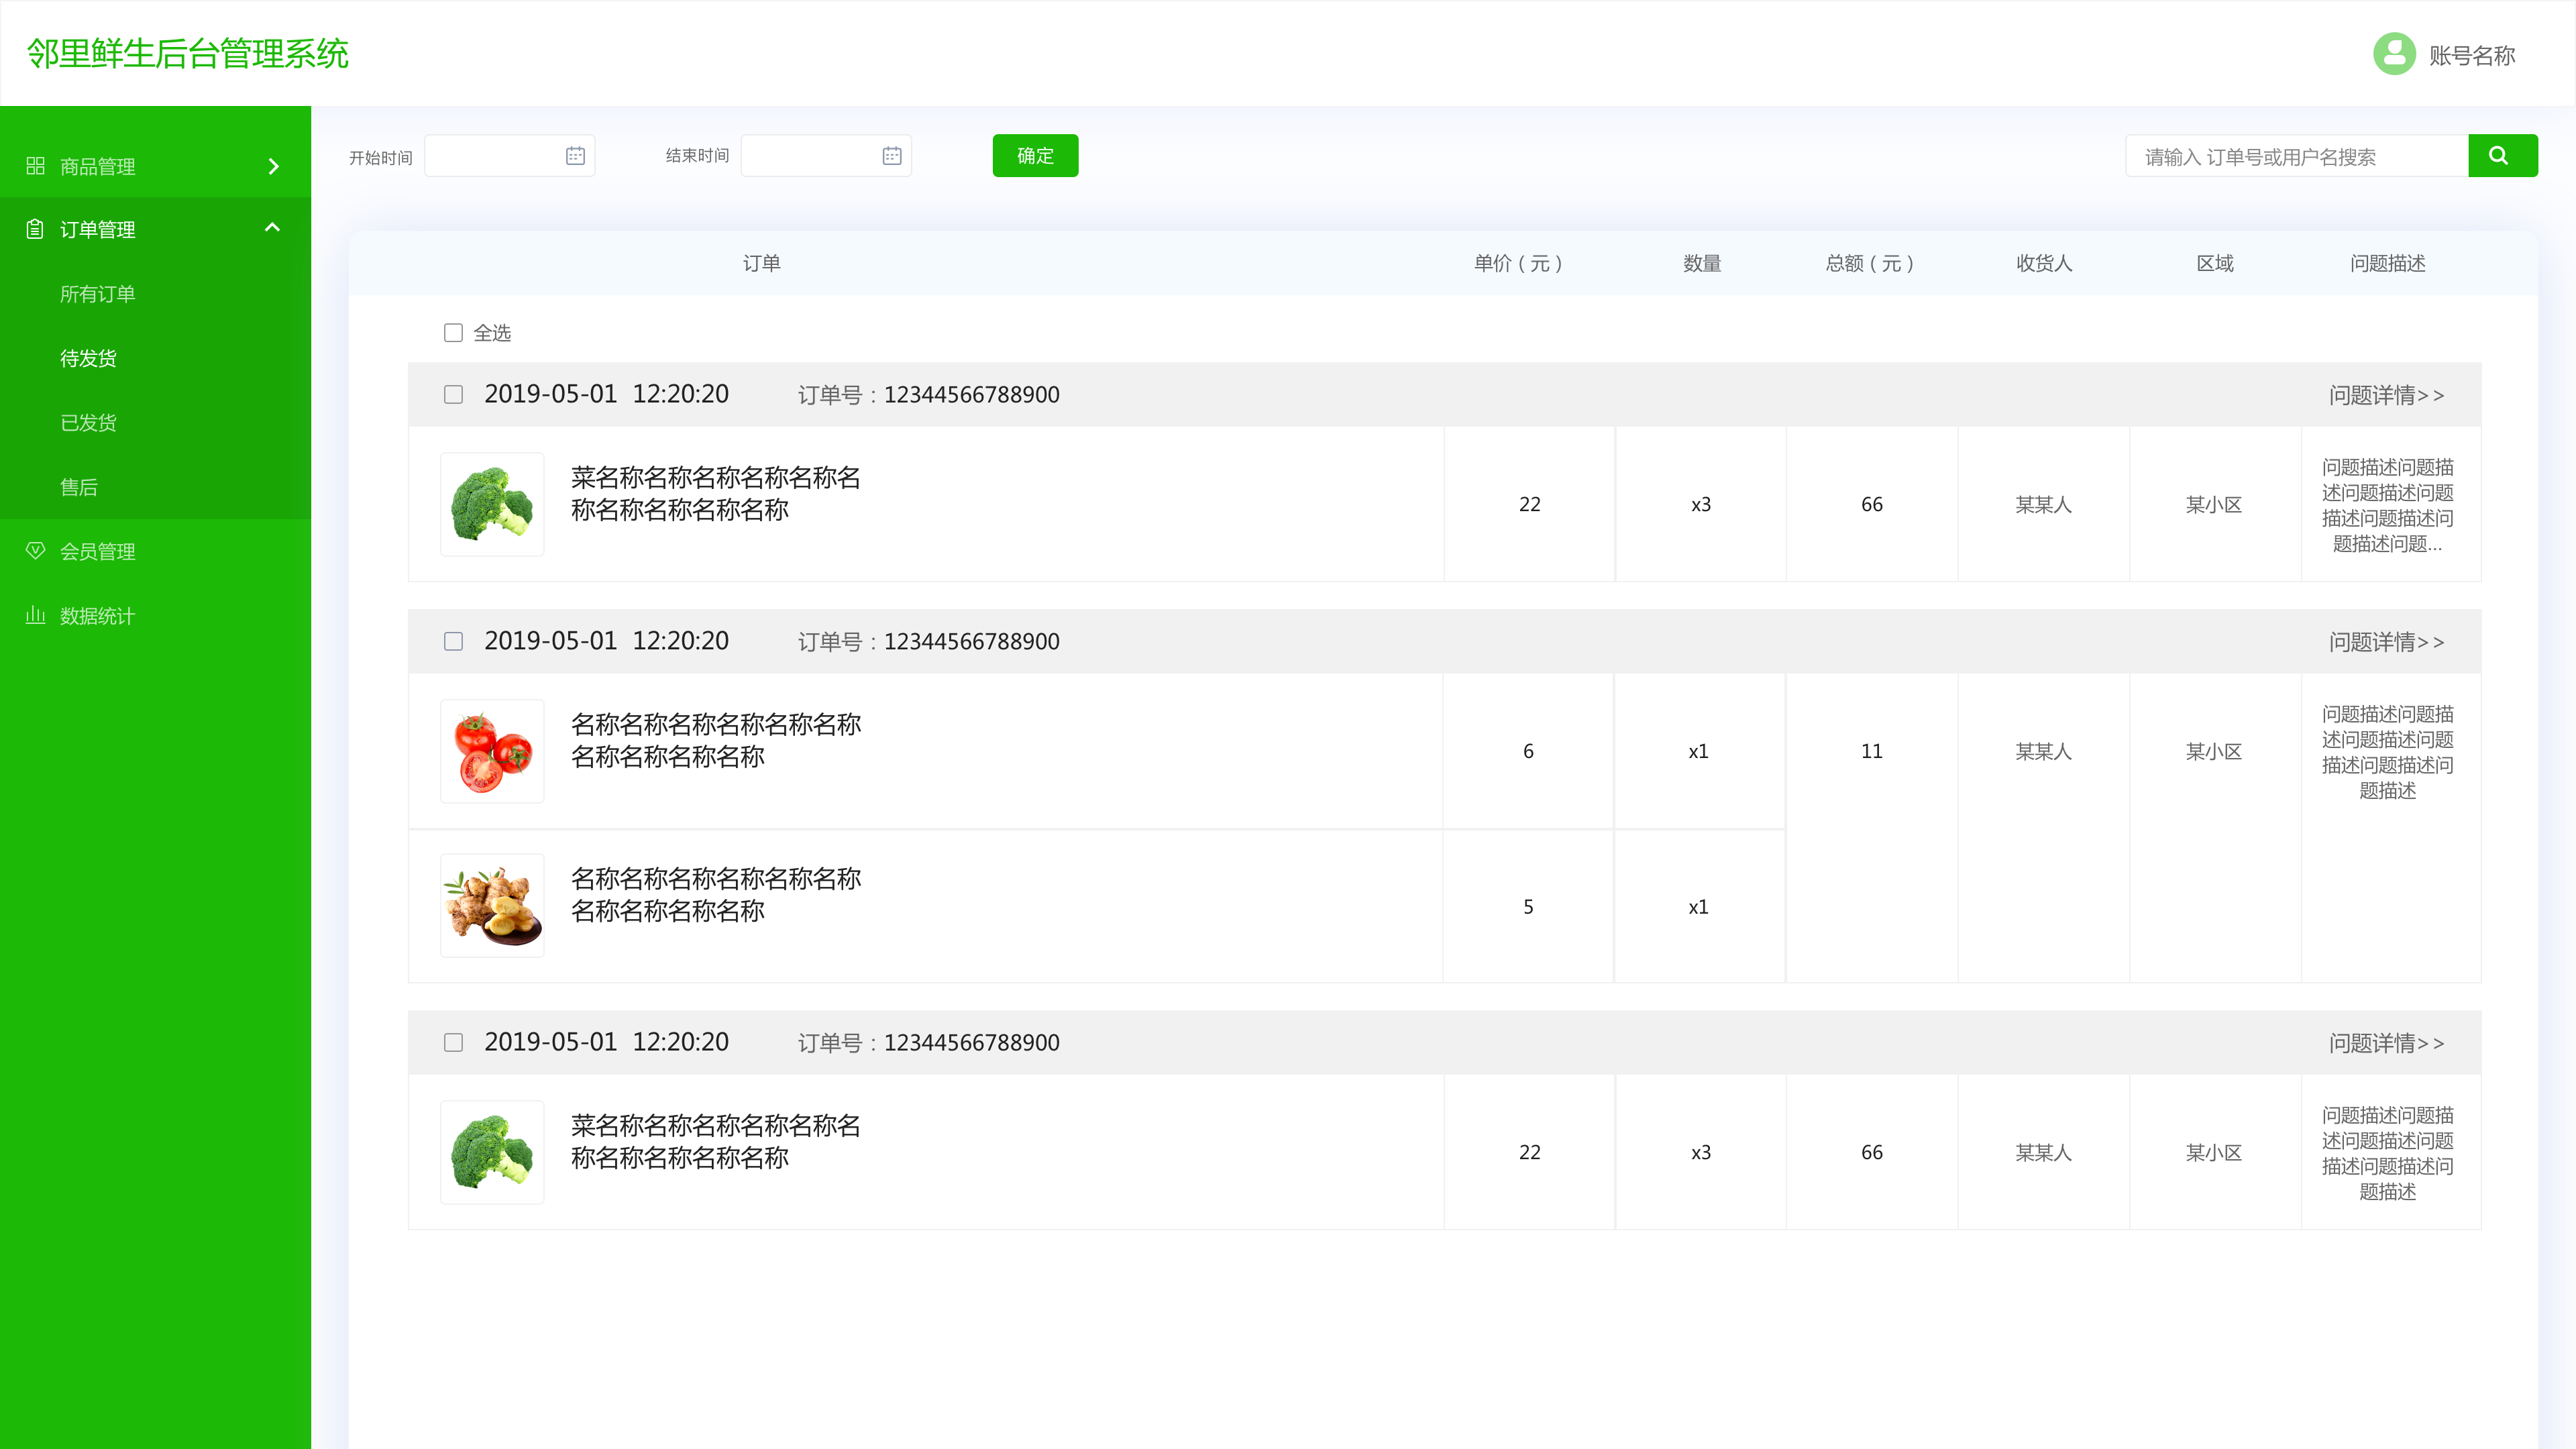 邻里鲜生后台管理系统
账号名称
商品管理
订单管理
所有订单
待发货
已发货
售后
会员管理
数据统计
开始时间
结束时间
确定
请输入 订单号或用户名搜索
订单
单价（元）
数量
总额（元）
收货人
区域
问题描述
全选
2019-05-01 12:20:20
订单号：12344566788900
问题详情>>
菜名称名称名称名称名称名
称名称名称名称名称
22
x3
66
某某人
某小区
问题描述问题描
述问题描述问题
描述问题描述问
题描述问题...
2019-05-01 12:20:20
订单号：12344566788900
问题详情>>
名称名称名称名称名称名称
名称名称名称名称
6
x1
11
某某人
某小区
问题描述问题描
述问题描述问题
描述问题描述问
题描述
名称名称名称名称名称名称
名称名称名称名称
5
x1
2019-05-01 12:20:20
订单号：12344566788900
问题详情>>
菜名称名称名称名称名称名
称名称名称名称名称
22
x3
66
某某人
某小区
问题描述问题描
述问题描述问题
描述问题描述问
题描述